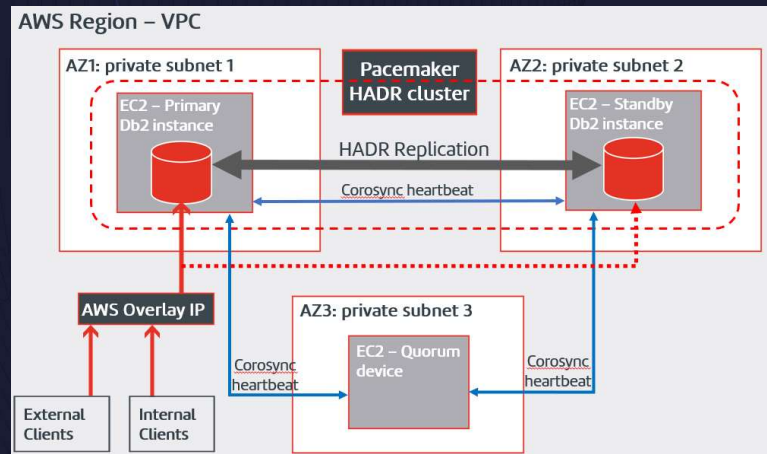 AWS Region – VPC
AZ1: private subnet 1
Pacemaker
HADR cluster
AZ2: private subnet 2
EC2 – Primary
Db2 instance
EC2 – Standby
Db2 instance
HADR Replication
Corosync heartbeat
AWS Overlay IP
AZ3: private subnet 3
EC2 – Quorum
device
Corosync
heartbeat
Corosync
heartbeat
External
Clients
Internal
Clients